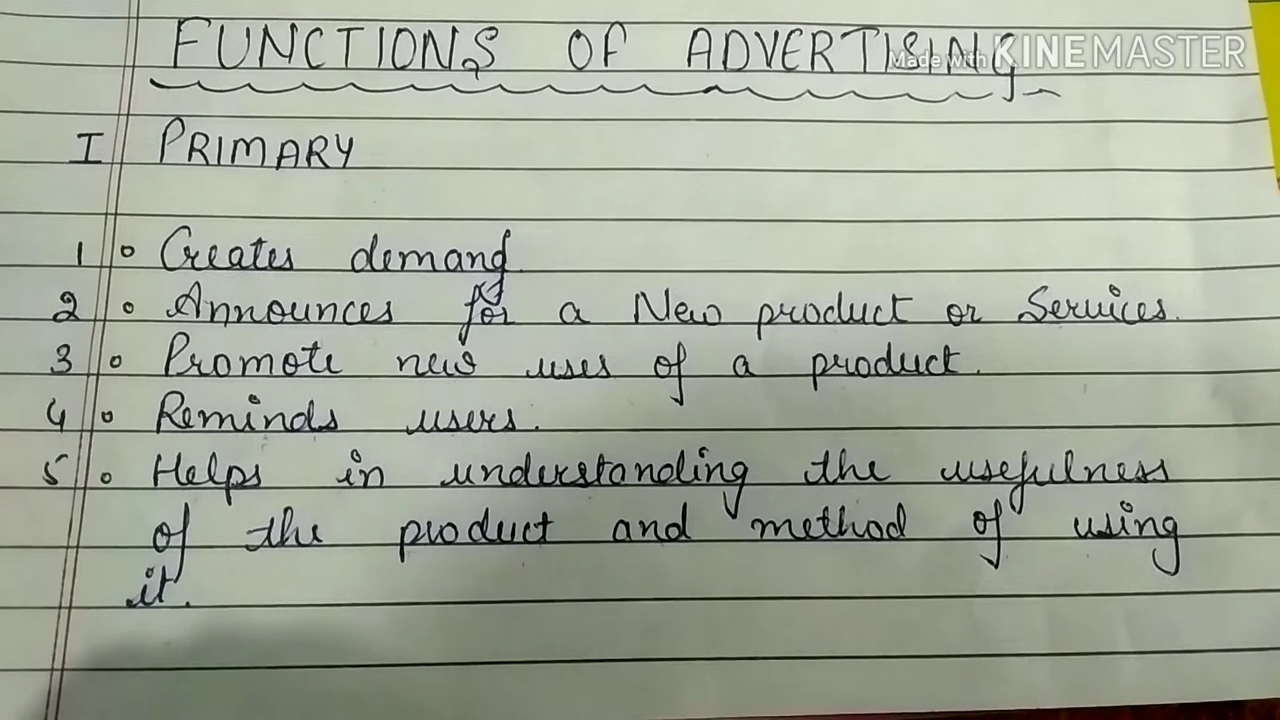 FUNCTIONS OF ADVERTISING
Made with KINEMASTER
I PRIMARY
1 Creates demand
2 Announces for a New product or Services.
3 Promote new uses of a product.
4 Reminds users.
5 Helps in understanding the usefulness
of the product and method of using
it.